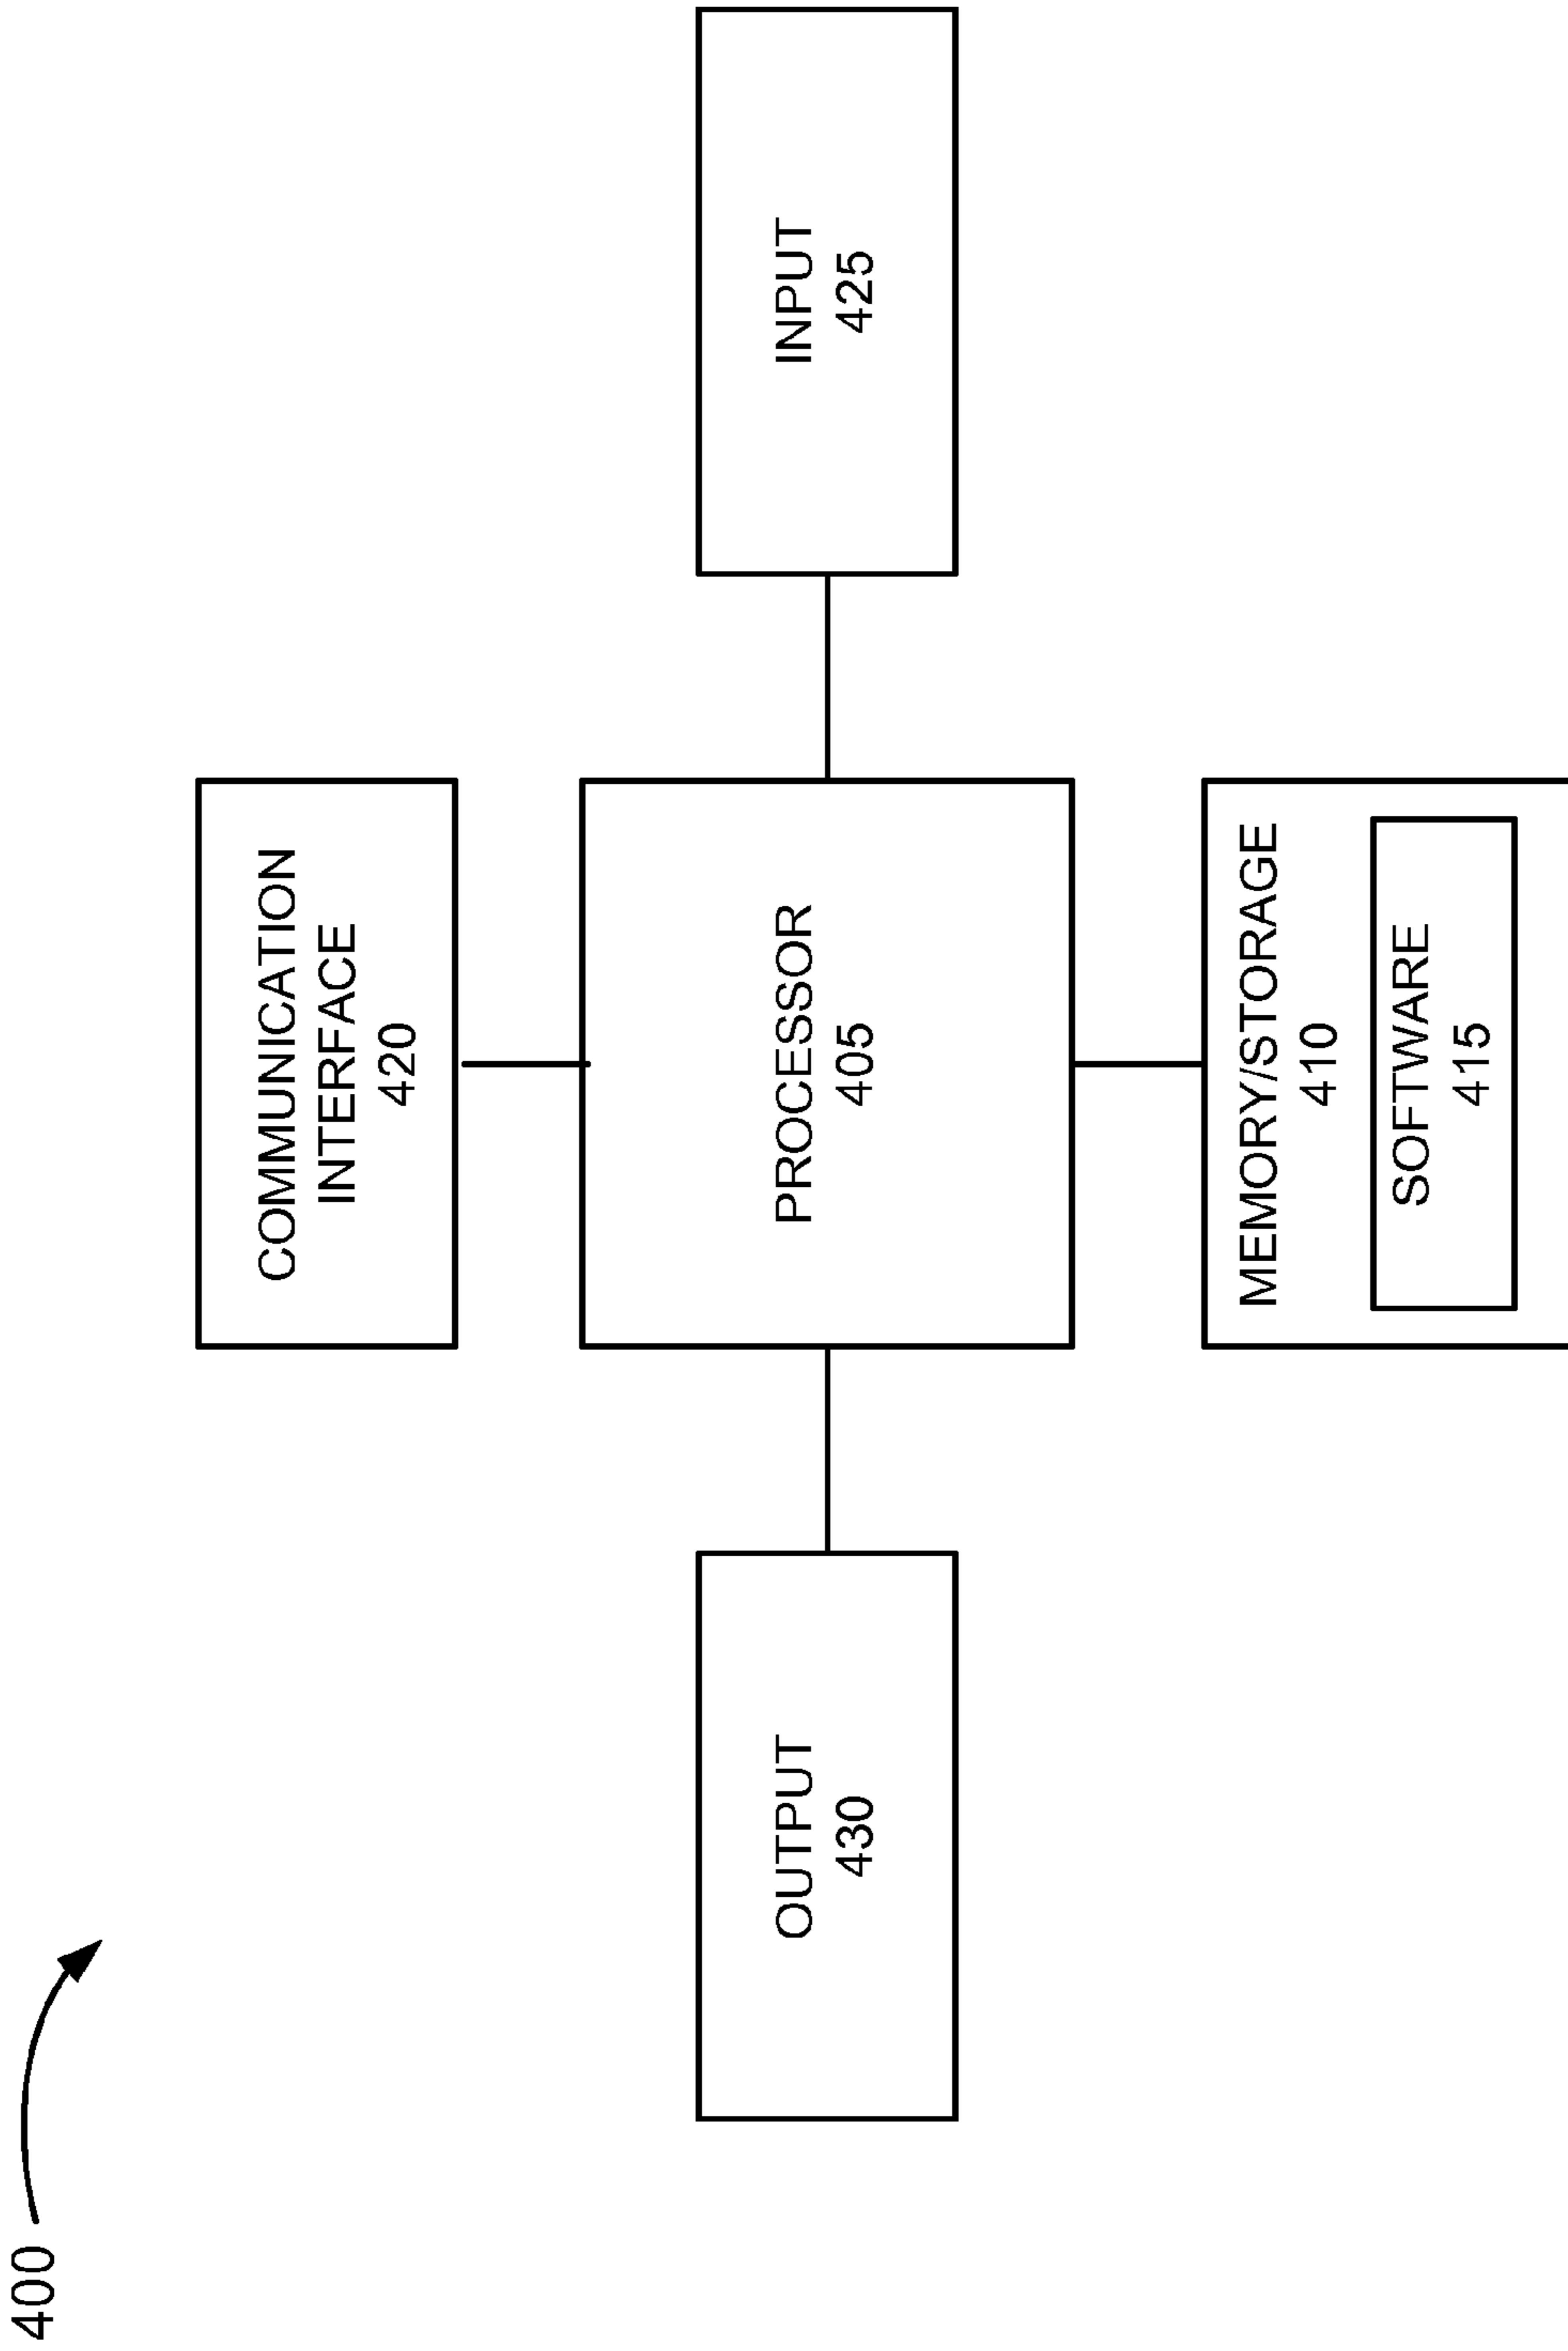 400
COMMUNICATION
INTERFACE
420
OUTPUT
430
PROCESSOR
405
INPUT
425
MEMORY/STORAGE
410
SOFTWARE
415